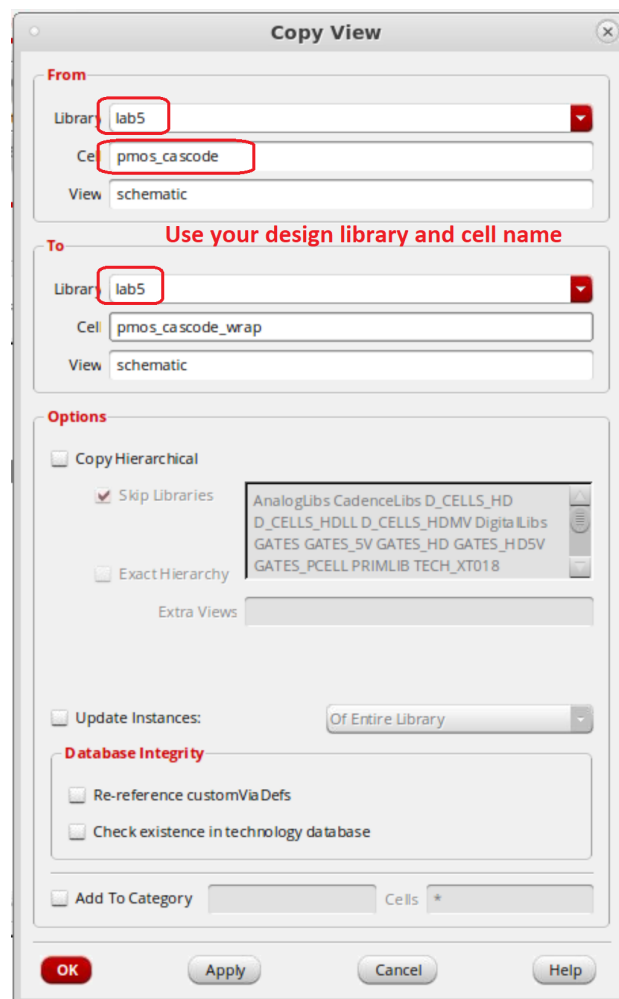 Copy View
From
Library lab5
Cel pmos_cascode
View schematic
Use your design library and cell name
To
Library lab5
Cell pmos_cascode_wrap
View schematic
Options
Copy Hierarchical
Skip Libraries
AnalogLibs CadenceLibs D_CELLS_HD
D_CELLS_HDLL D_CELLS_HDMV DigitalLibs
GATES GATES_5V GATES_HD GATES_HD5V
GATES_PCELL PRIMLIB TECH_XT018
Exact Hierarchy
Extra Views
Update Instances: Of Entire Library
Database Integrity
Re-reference customViaDefs
Check existence in technology database
Add To Category Cells *
OK Apply Cancel Help